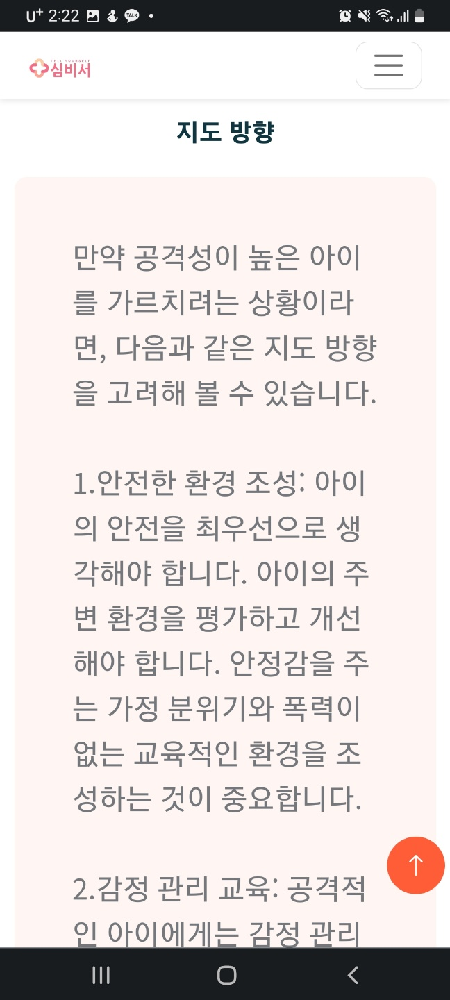 U+ 2:22 TALK
TELL YOURSELF
심비서
지도 방향
만약 공격성이 높은 아이
를 가르치려는 상황이라
면, 다음과 같은 지도 방향
을 고려해 볼 수 있습니다.
1.안전한 환경 조성: 아이
의 안전을 최우선으로 생
각해야 합니다. 아이의 주
변 환경을 평가하고 개선
해야 합니다. 안정감을 주
는 가정 분위기와 폭력이
없는 교육적인 환경을 조
성하는 것이 중요합니다.
2.감정 관리 교육: 공격적
인 아이에게는 감정 관리